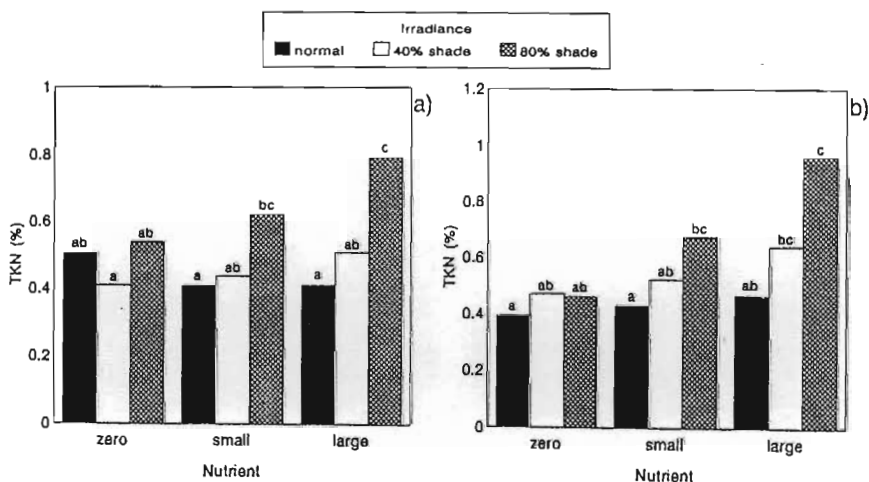 Irradiance
normal 40% shade 80% shade
a)
TKN (%)
1
0.8
0.6
0.4
0.2
0
ab a ab
a ab bc
a ab c
zero small large
Nutrient
b)
TKN (%)
1.2
1
0.8
0.6
0.4
0.2
0
a ab ab
a ab bc
ab bc c
zero small large
Nutrient